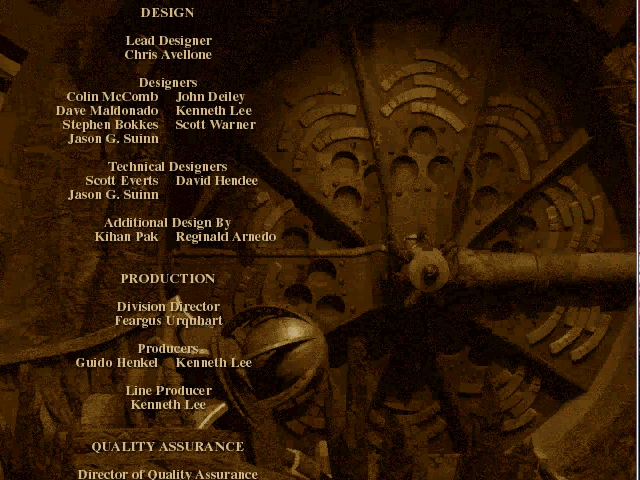 DESIGN
Lead Designer
Chris Avellone
Designers
Colin McComb John Deiley
Dave Maldonado Kenneth Lee
Stephen Bokkes Scott Warner
Jason G. Suinn
Technical Designers
Scott Everts David Hendee
Jason G. Suinn
Additional Design By
Kihan Pak Reginald Arnedo
PRODUCTION
Division Director
Feargus Urquhart
Producers
Guido Henkel Kenneth Lee
Line Producer
Kenneth Lee
QUALITY ASSURANCE
Director of Quality Assurance